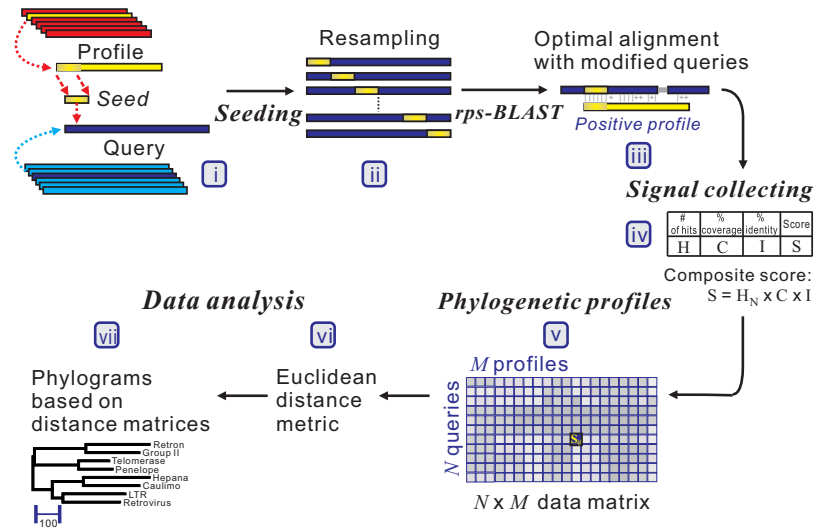 Profile
Seed
Query
i
Seeding
Resampling
ii
rps-BLAST
Optimal alignment
with modified queries
Positive profile
iii
Signal collecting
iv
# of hits % coverage % identity Score
H C I S
Composite score:
S = H_N x C x I
Phylogenetic profiles
v
M profiles
N queries
N x M data matrix
Data analysis
vi
Euclidean
distance
metric
vii
Phylograms
based on
distance matrices
Retron
Group II
Telomerase
Penelope
Hepana
Caulimo
LTR
Retrovirus
100